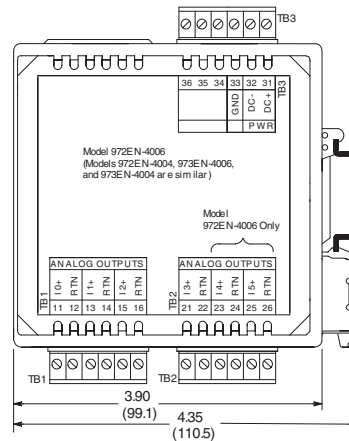 TB3
36 35 34 33 32 31
GND DC- DC+
PWR
TB3
Model 972EN-4006
(Models 972EN-4004, 973EN-4006,
and 973EN-4004 are similar)
Model
972EN-4006 Only
ANALOG OUTPUTS
TB1
I0+ RTN I1+ RTN I2+ RTN
11 12 13 14 15 16
ANALOG OUTPUTS
TB2
I3+ RTN I4+ RTN I5+ RTN
21 22 23 24 25 26
TB1
TB2
3.90
(99.1)
4.35
(110.5)